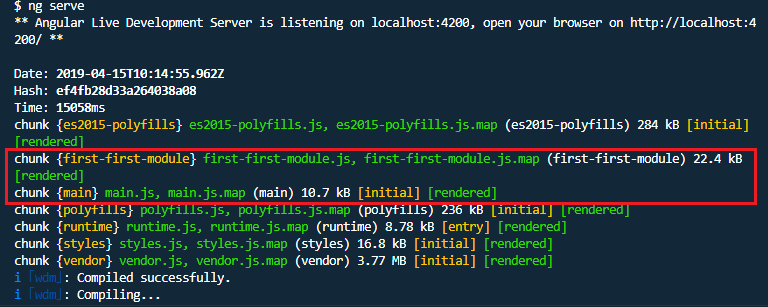 $ ng serve
** Angular Live Development Server is listening on localhost:4200, open your browser on http://localhost:4
200/ **
Date: 2019-04-15T10:14:55.962Z
Hash: ef4fb28d33a264038a08
Time: 15058ms
chunk {es2015-polyfills} es2015-polyfills.js, es2015-polyfills.js.map (es2015-polyfills) 284 kB [initial]
[rendered]
chunk {first-first-module} first-first-module.js, first-first-module.js.map (first-first-module) 22.4 kB
[rendered]
chunk {main} main.js, main.js.map (main) 10.7 kB [initial] [rendered]
chunk {polyfills} polyfills.js, polyfills.js.map (polyfills) 236 kB [initial] [rendered]
chunk {runtime} runtime.js, runtime.js.map (runtime) 8.78 kB [entry] [rendered]
chunk {styles} styles.js, styles.js.map (styles) 16.8 kB [initial] [rendered]
chunk {vendor} vendor.js, vendor.js.map (vendor) 3.77 MB [initial] [rendered]
i ｢wdm｣: Compiled successfully.
i ｢wdm｣: Compiling...